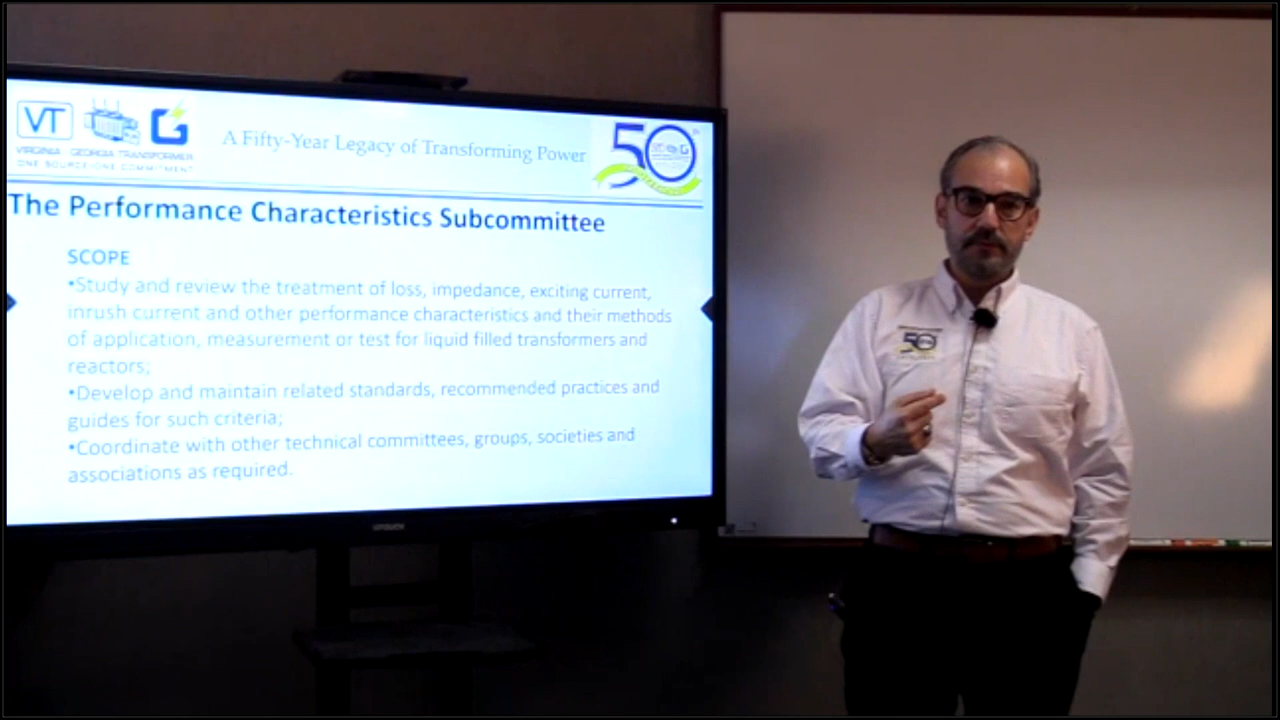 VT
VIRGINIA - GEORGIA TRANSFORMER
ONE SOURCE • ONE COMMITMENT
A Fifty-Year Legacy of Transforming Power
50
The Performance Characteristics Subcommittee
SCOPE
•Study and review the treatment of loss, impedance, exciting current,
inrush current and other performance characteristics and their methods
of application, measurement or test for liquid filled transformers and
reactors;
•Develop and maintain related standards, recommended practices and
guides for such criteria;
•Coordinate with other technical committees, groups, societies and
associations as required.
50